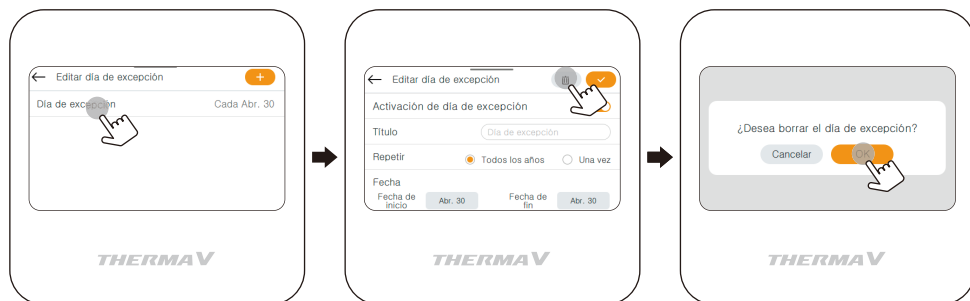 Editar día de excepción
Día de excepción Cada Abr. 30
THERMA V
Editar día de excepción
Activación de día de excepción
Título Día de excepción
Repetir Todos los años Una vez
Fecha
Fecha de inicio Abr. 30 Fecha de fin Abr. 30
THERMA V
¿Desea borrar el día de excepción?
Cancelar OK
THERMA V